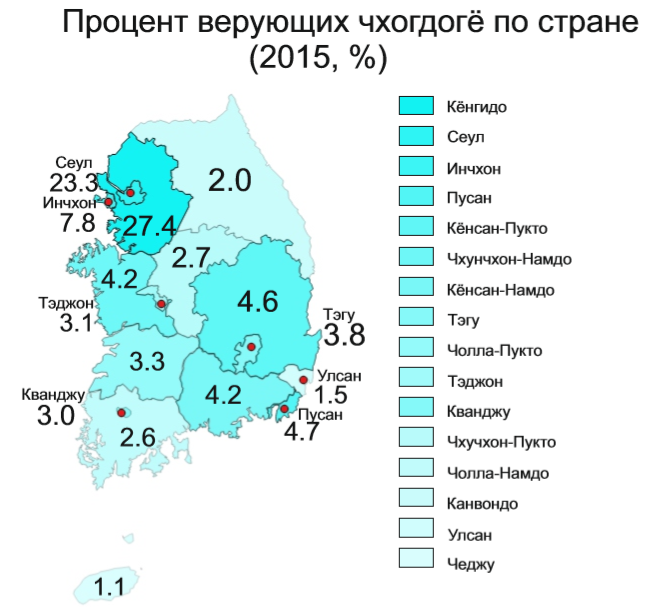 Процент верующих чхогдогё по стране
(2015, %)
Сеул
23.3
Инчхон
7.8
27.4
2.0
2.7
4.2
Тэджон
3.1
4.6
Тэгу
3.8
3.3
Улсан
1.5
4.2
Кванджу
3.0
Пусан
4.7
2.6
1.1
Кёнгидо
Сеул
Инчхон
Пусан
Кёнсан-Пукто
Чхунчхон-Намдо
Кёнсан-Намдо
Тэгу
Чолла-Пукто
Тэджон
Кванджу
Чхучхон-Пукто
Чолла-Намдо
Канвондо
Улсан
Чеджу